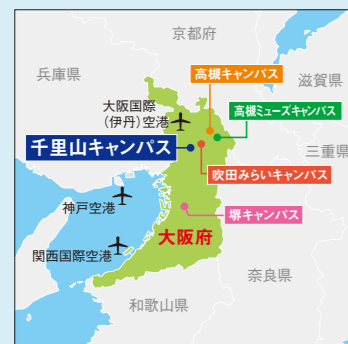 京都府
兵庫県
高槻キャンパス
滋賀県
大阪国際
(伊丹)空港
高槻ミューズキャンパス
千里山キャンパス
三重県
吹田みらいキャンパス
神戸空港
堺キャンパス
大阪府
関西国際空港
奈良県
和歌山県